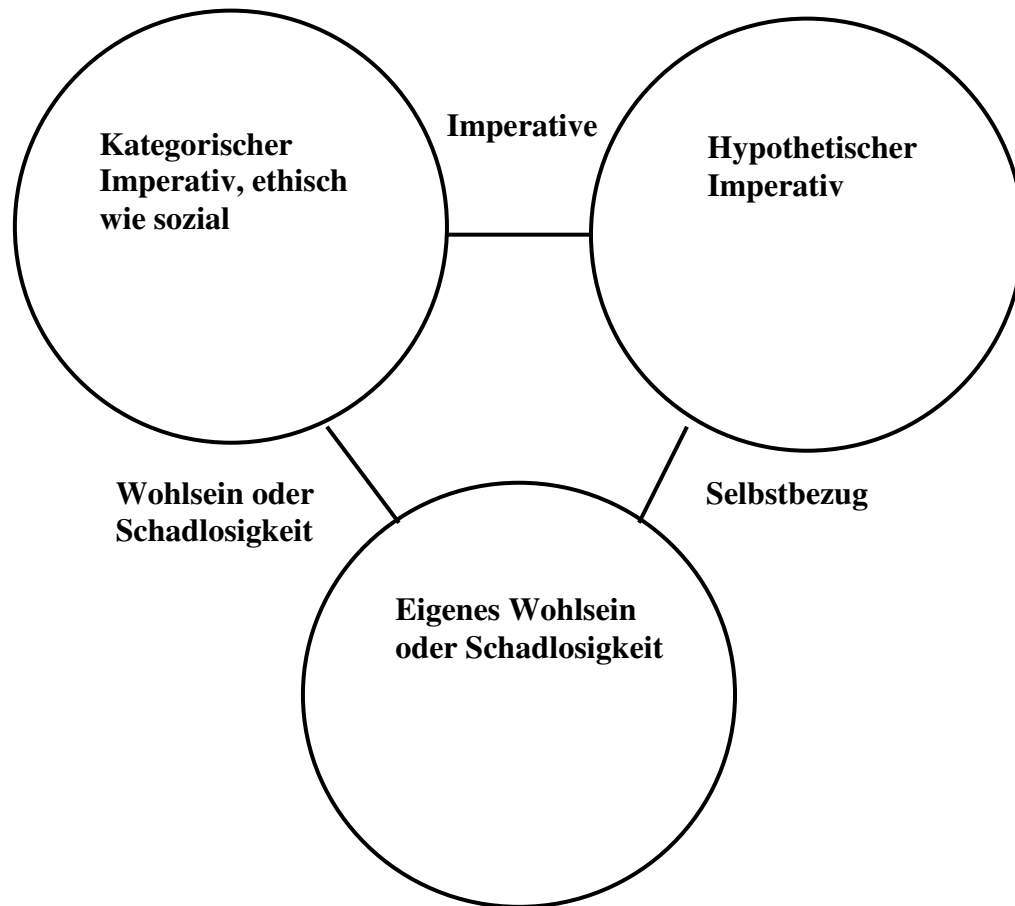 Kategorischer
Imperativ, ethisch
wie sozial
Imperative
Hypothetischer
Imperativ
Wohlsein oder
Schadlosigkeit
Selbstbezug
Eigenes Wohlsein
oder Schadlosigkeit